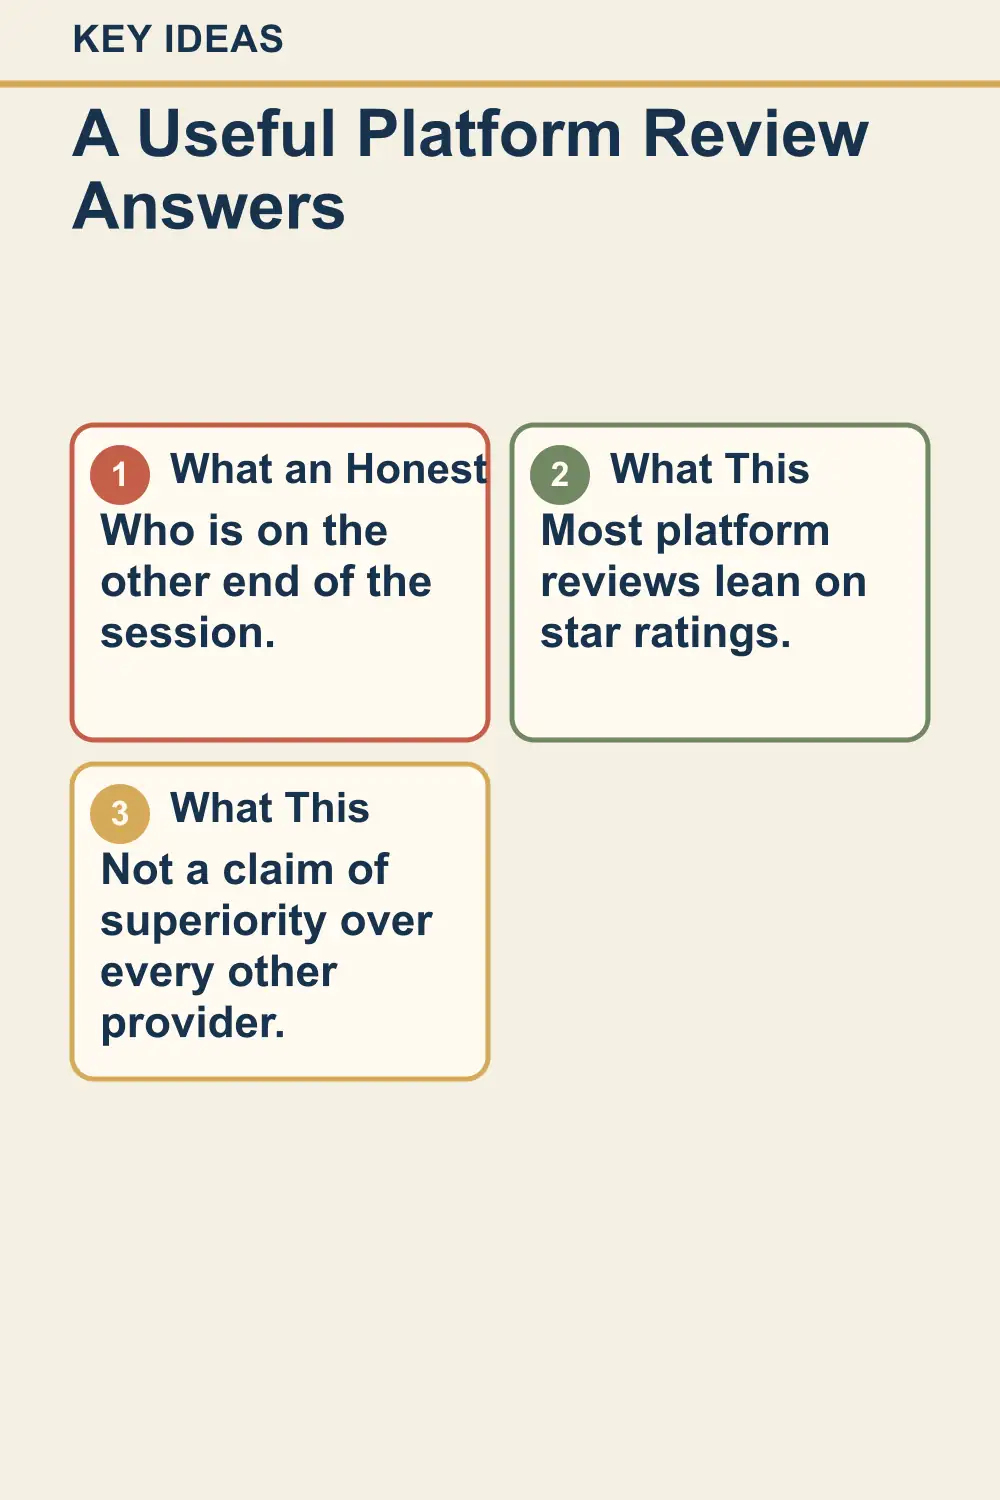 KEY IDEAS
A Useful Platform Review
Answers
1 What an Honest
Who is on the
other end of the
session.
2 What This
Most platform
reviews lean on
star ratings.
3 What This
Not a claim of
superiority over
every other
provider.